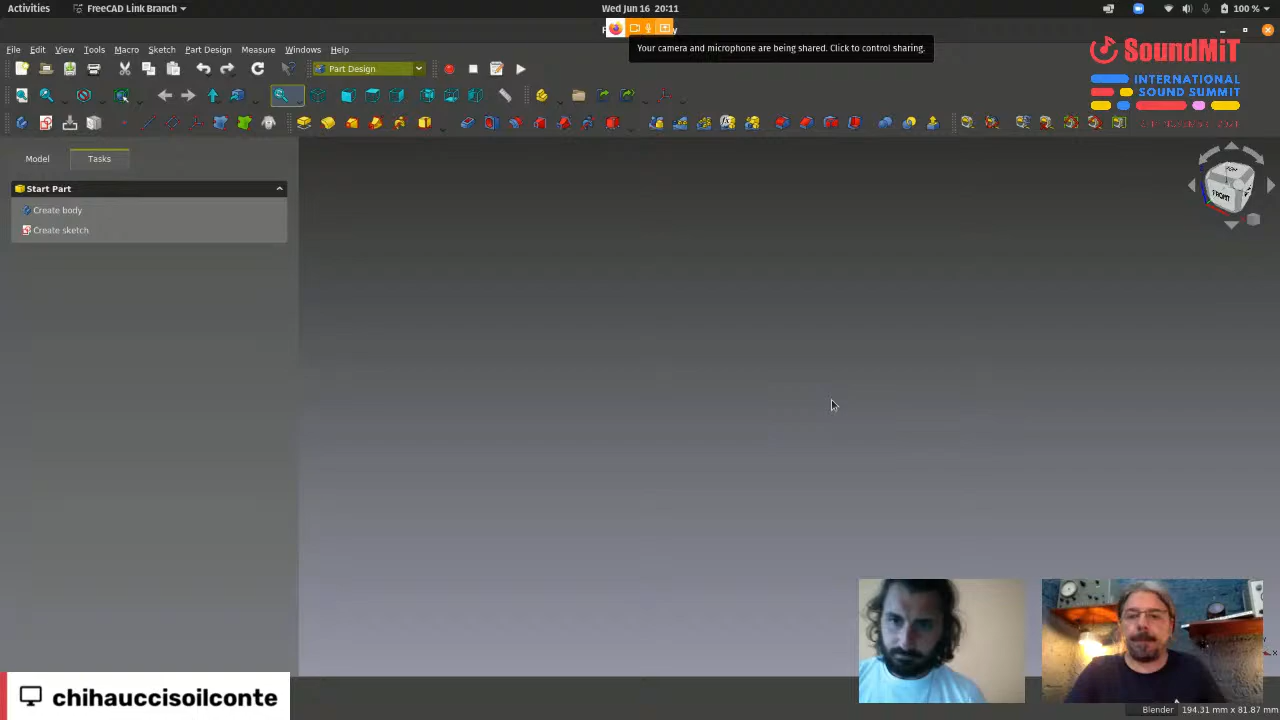 Activities FreeCAD Link Branch Wed Jun 16 20:11 100 %
Your camera and microphone are being shared. Click to control sharing.
File Edit View Tools Macro Sketch Part Design Measure Windows Help
SoundMiT
Part Design
INTERNATIONAL
SOUND SUMMIT
Model Tasks
Start Part
Create body
Create sketch
TOP
FRONT
chihauccisoilconte
Blender 194.31 mm x 81.87 mm